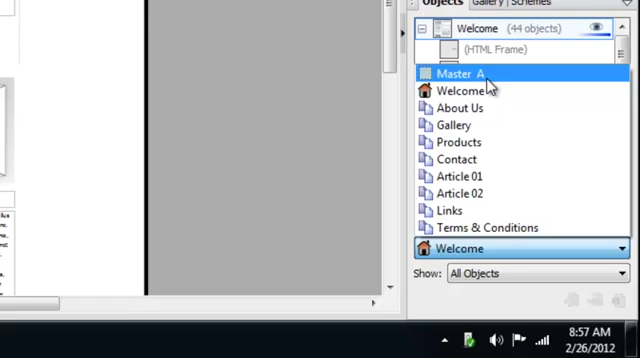 Objects Gallery Schemes
Welcome (44 objects)
(HTML Frame)
Master A
Welcome
About Us
Gallery
Products
Contact
Article 01
Article 02
Links
Terms & Conditions
Welcome
Show: All Objects
8:57 AM
2/26/2012